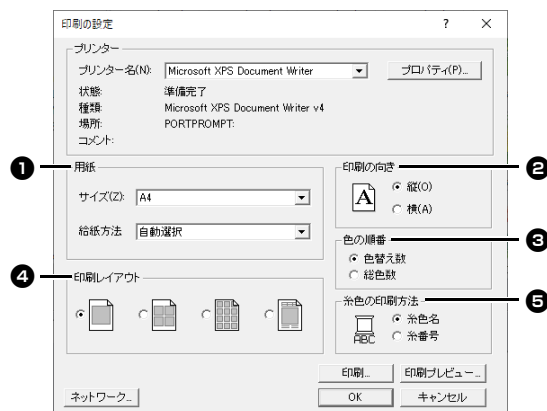 印刷の設定
? ×
プリンター
プリンター名(N): Microsoft XPS Document Writer プロパティ(P)...
状態: 準備完了
種類: Microsoft XPS Document Writer v4
場所: PORTPROMPT:
コメント:
1 用紙
サイズ(Z): A4
給紙方法 自動選択
印刷の向き 2
A 縦(O)
横(A)
色の順番 3
色替え数
総色数
4 印刷レイアウト
糸色の印刷方法 5
ABC 糸色名
糸番号
印刷... 印刷プレビュー...
ネットワーク... OK キャンセル